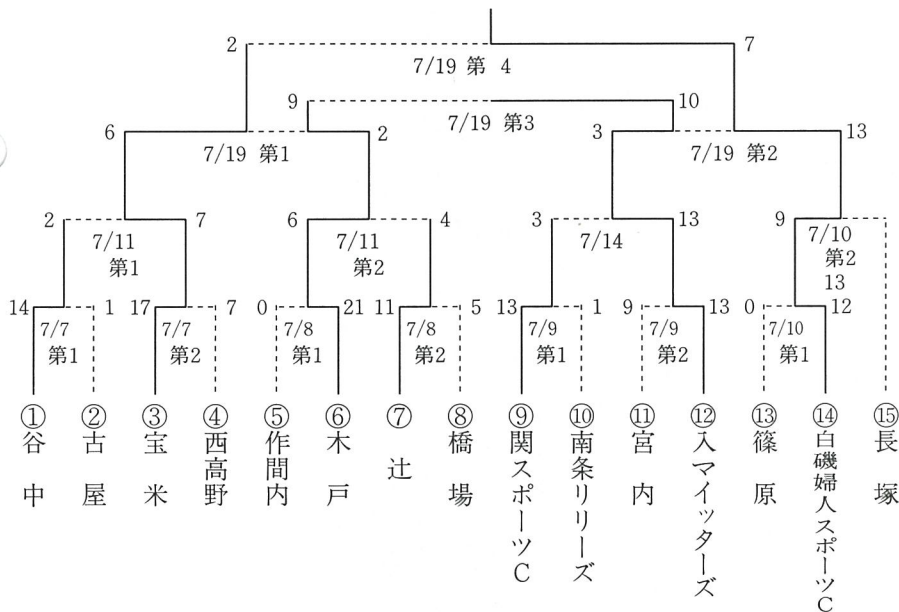 2 7
7/19 第 4
9 10
7/19 第3
6 2 3 13
7/19 第1 7/19 第2
2 7 6 4 3 13 9
7/11 第1
7/11 第2
7/14
7/10 第2
13
14 1 17 7 0 21 11 5 13 1 9 13 0 12
7/7 第1
7/7 第2
7/8 第1
7/8 第2
7/9 第1
7/9 第2
7/10 第1
①谷中
②古屋
③宝米
④西高野
⑤作間内
⑥木戸
⑦辻
⑧橋場
⑨関スポーツC
⑩南条リリーズ
⑪宮内
⑫入マイッターズ
⑬篠原
⑭白磯婦人スポーツC
⑮長塚